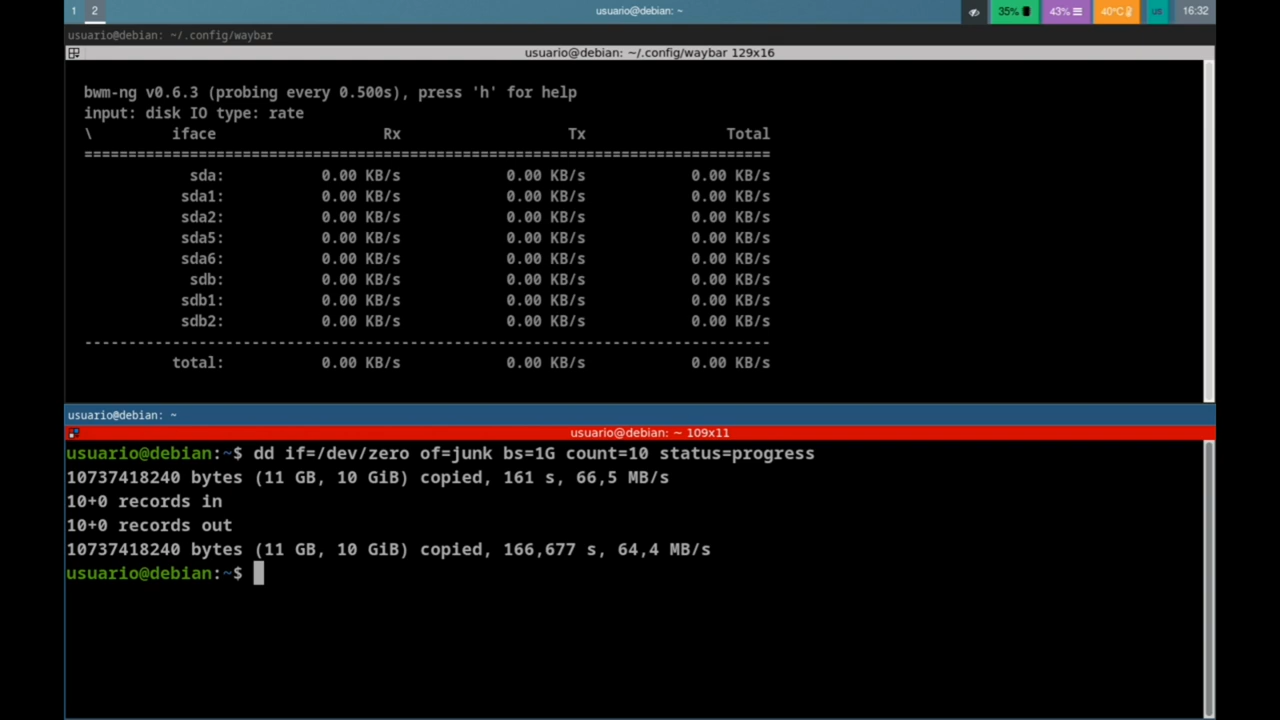 1 2 usuario@debian: ~ 35% 43% 40°C us 16:32
usuario@debian: ~/.config/waybar
usuario@debian: ~/.config/waybar 129x16
bwm-ng v0.6.3 (probing every 0.500s), press 'h' for help
input: disk IO type: rate
\ iface Rx Tx Total
==============================================================================
sda: 0.00 KB/s 0.00 KB/s 0.00 KB/s
sda1: 0.00 KB/s 0.00 KB/s 0.00 KB/s
sda2: 0.00 KB/s 0.00 KB/s 0.00 KB/s
sda5: 0.00 KB/s 0.00 KB/s 0.00 KB/s
sda6: 0.00 KB/s 0.00 KB/s 0.00 KB/s
sdb: 0.00 KB/s 0.00 KB/s 0.00 KB/s
sdb1: 0.00 KB/s 0.00 KB/s 0.00 KB/s
sdb2: 0.00 KB/s 0.00 KB/s 0.00 KB/s
------------------------------------------------------------------------------
total: 0.00 KB/s 0.00 KB/s 0.00 KB/s
usuario@debian: ~
usuario@debian: ~ 109x11
usuario@debian:~$ dd if=/dev/zero of=junk bs=1G count=10 status=progress
10737418240 bytes (11 GB, 10 GiB) copied, 161 s, 66,5 MB/s
10+0 records in
10+0 records out
10737418240 bytes (11 GB, 10 GiB) copied, 166,677 s, 64,4 MB/s
usuario@debian:~$